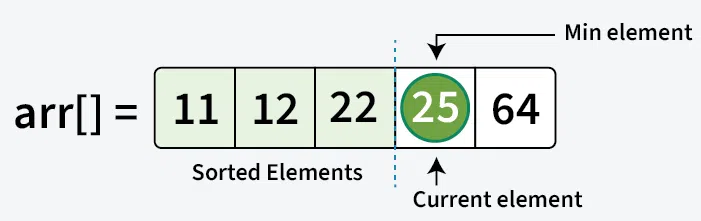 Min element
arr[] = 11 12 22 25 64
Sorted Elements
Current element